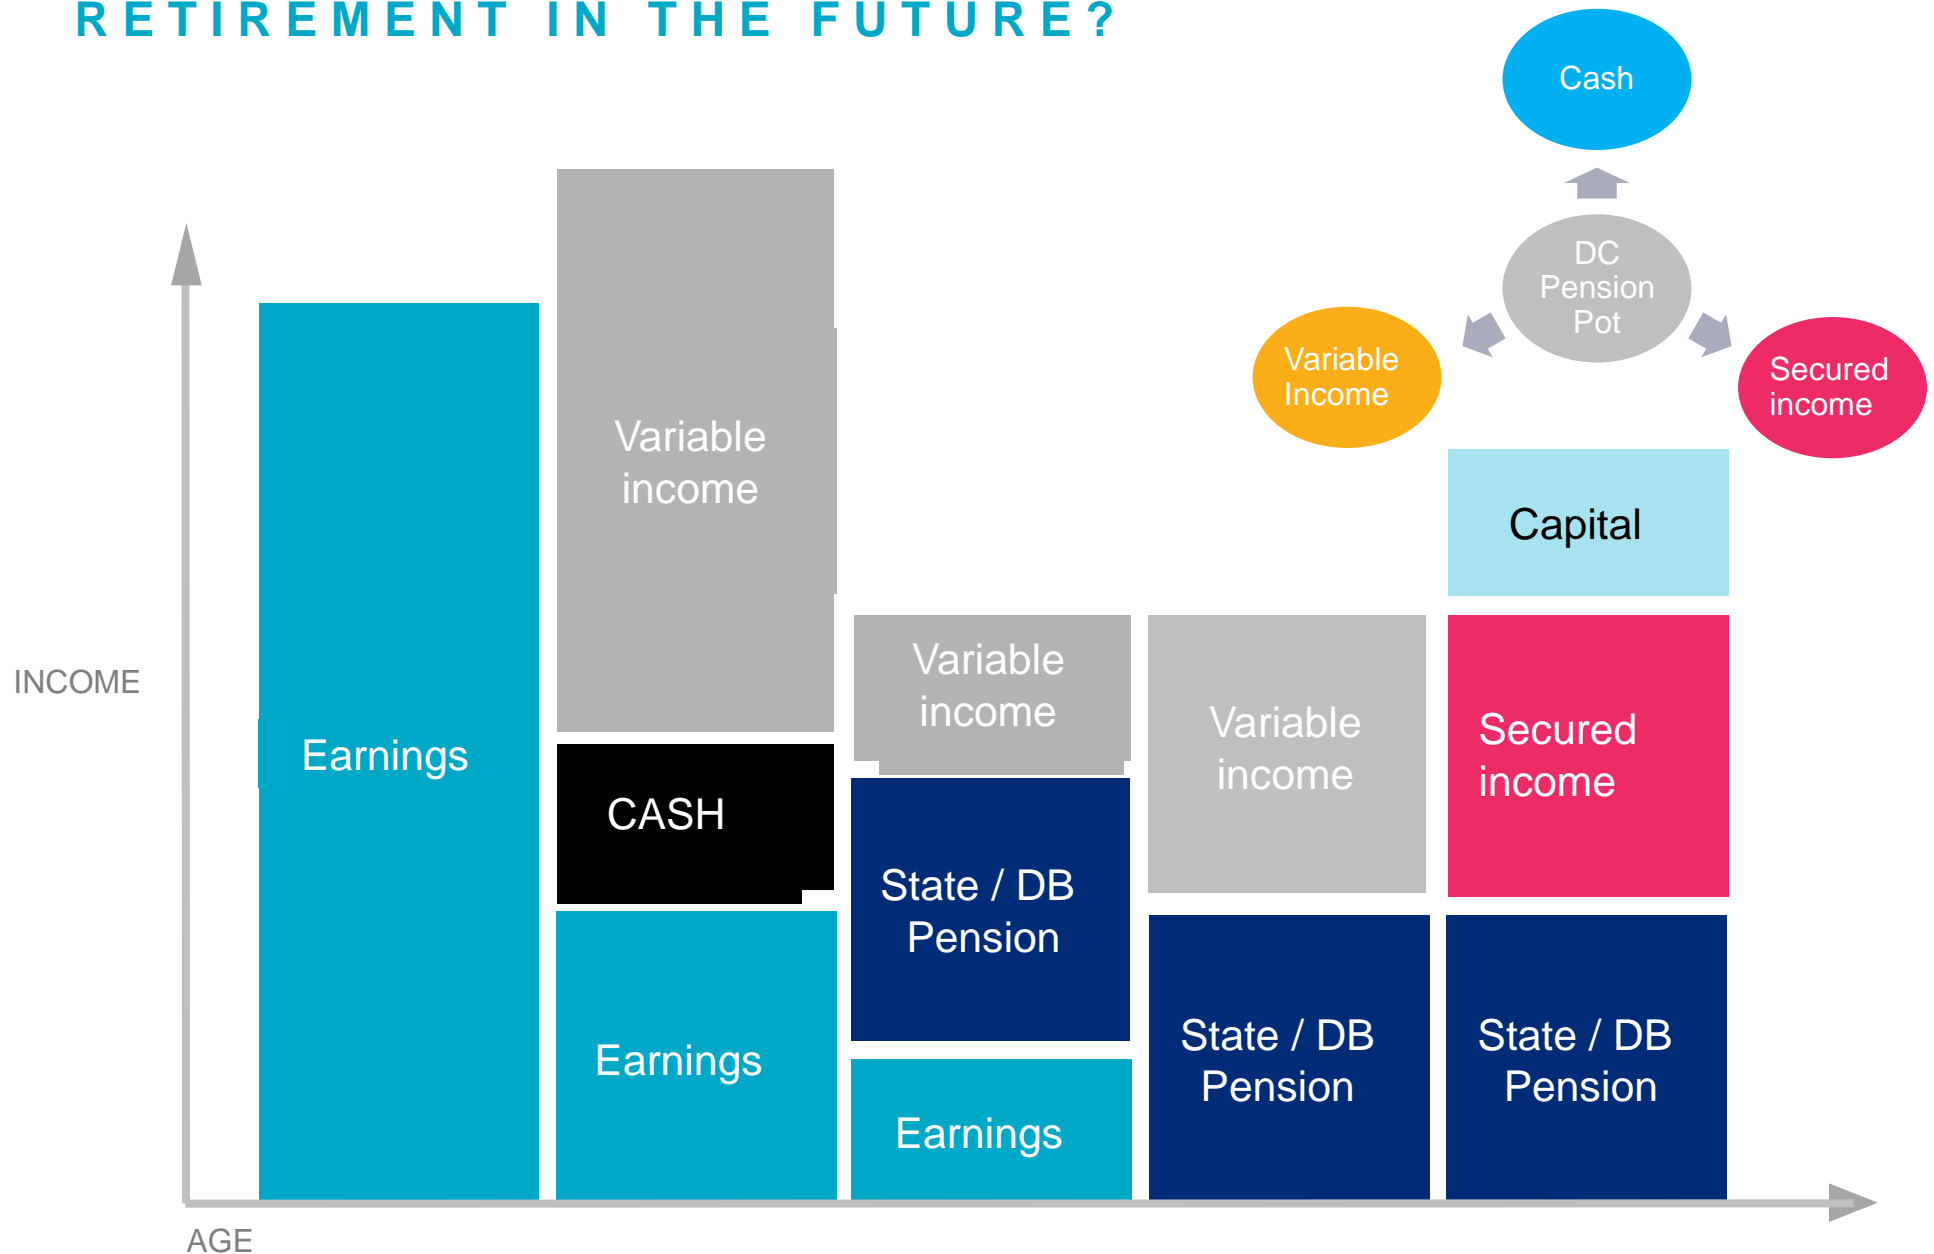 RETIREMENT IN THE FUTURE?
Cash
DC
Pension
Pot
Variable
Income
Secured
income
INCOME
Earnings
Variable
income
CASH
Earnings
Variable
income
State / DB
Pension
Earnings
Variable
income
State / DB
Pension
Capital
Secured
income
State / DB
Pension
AGE